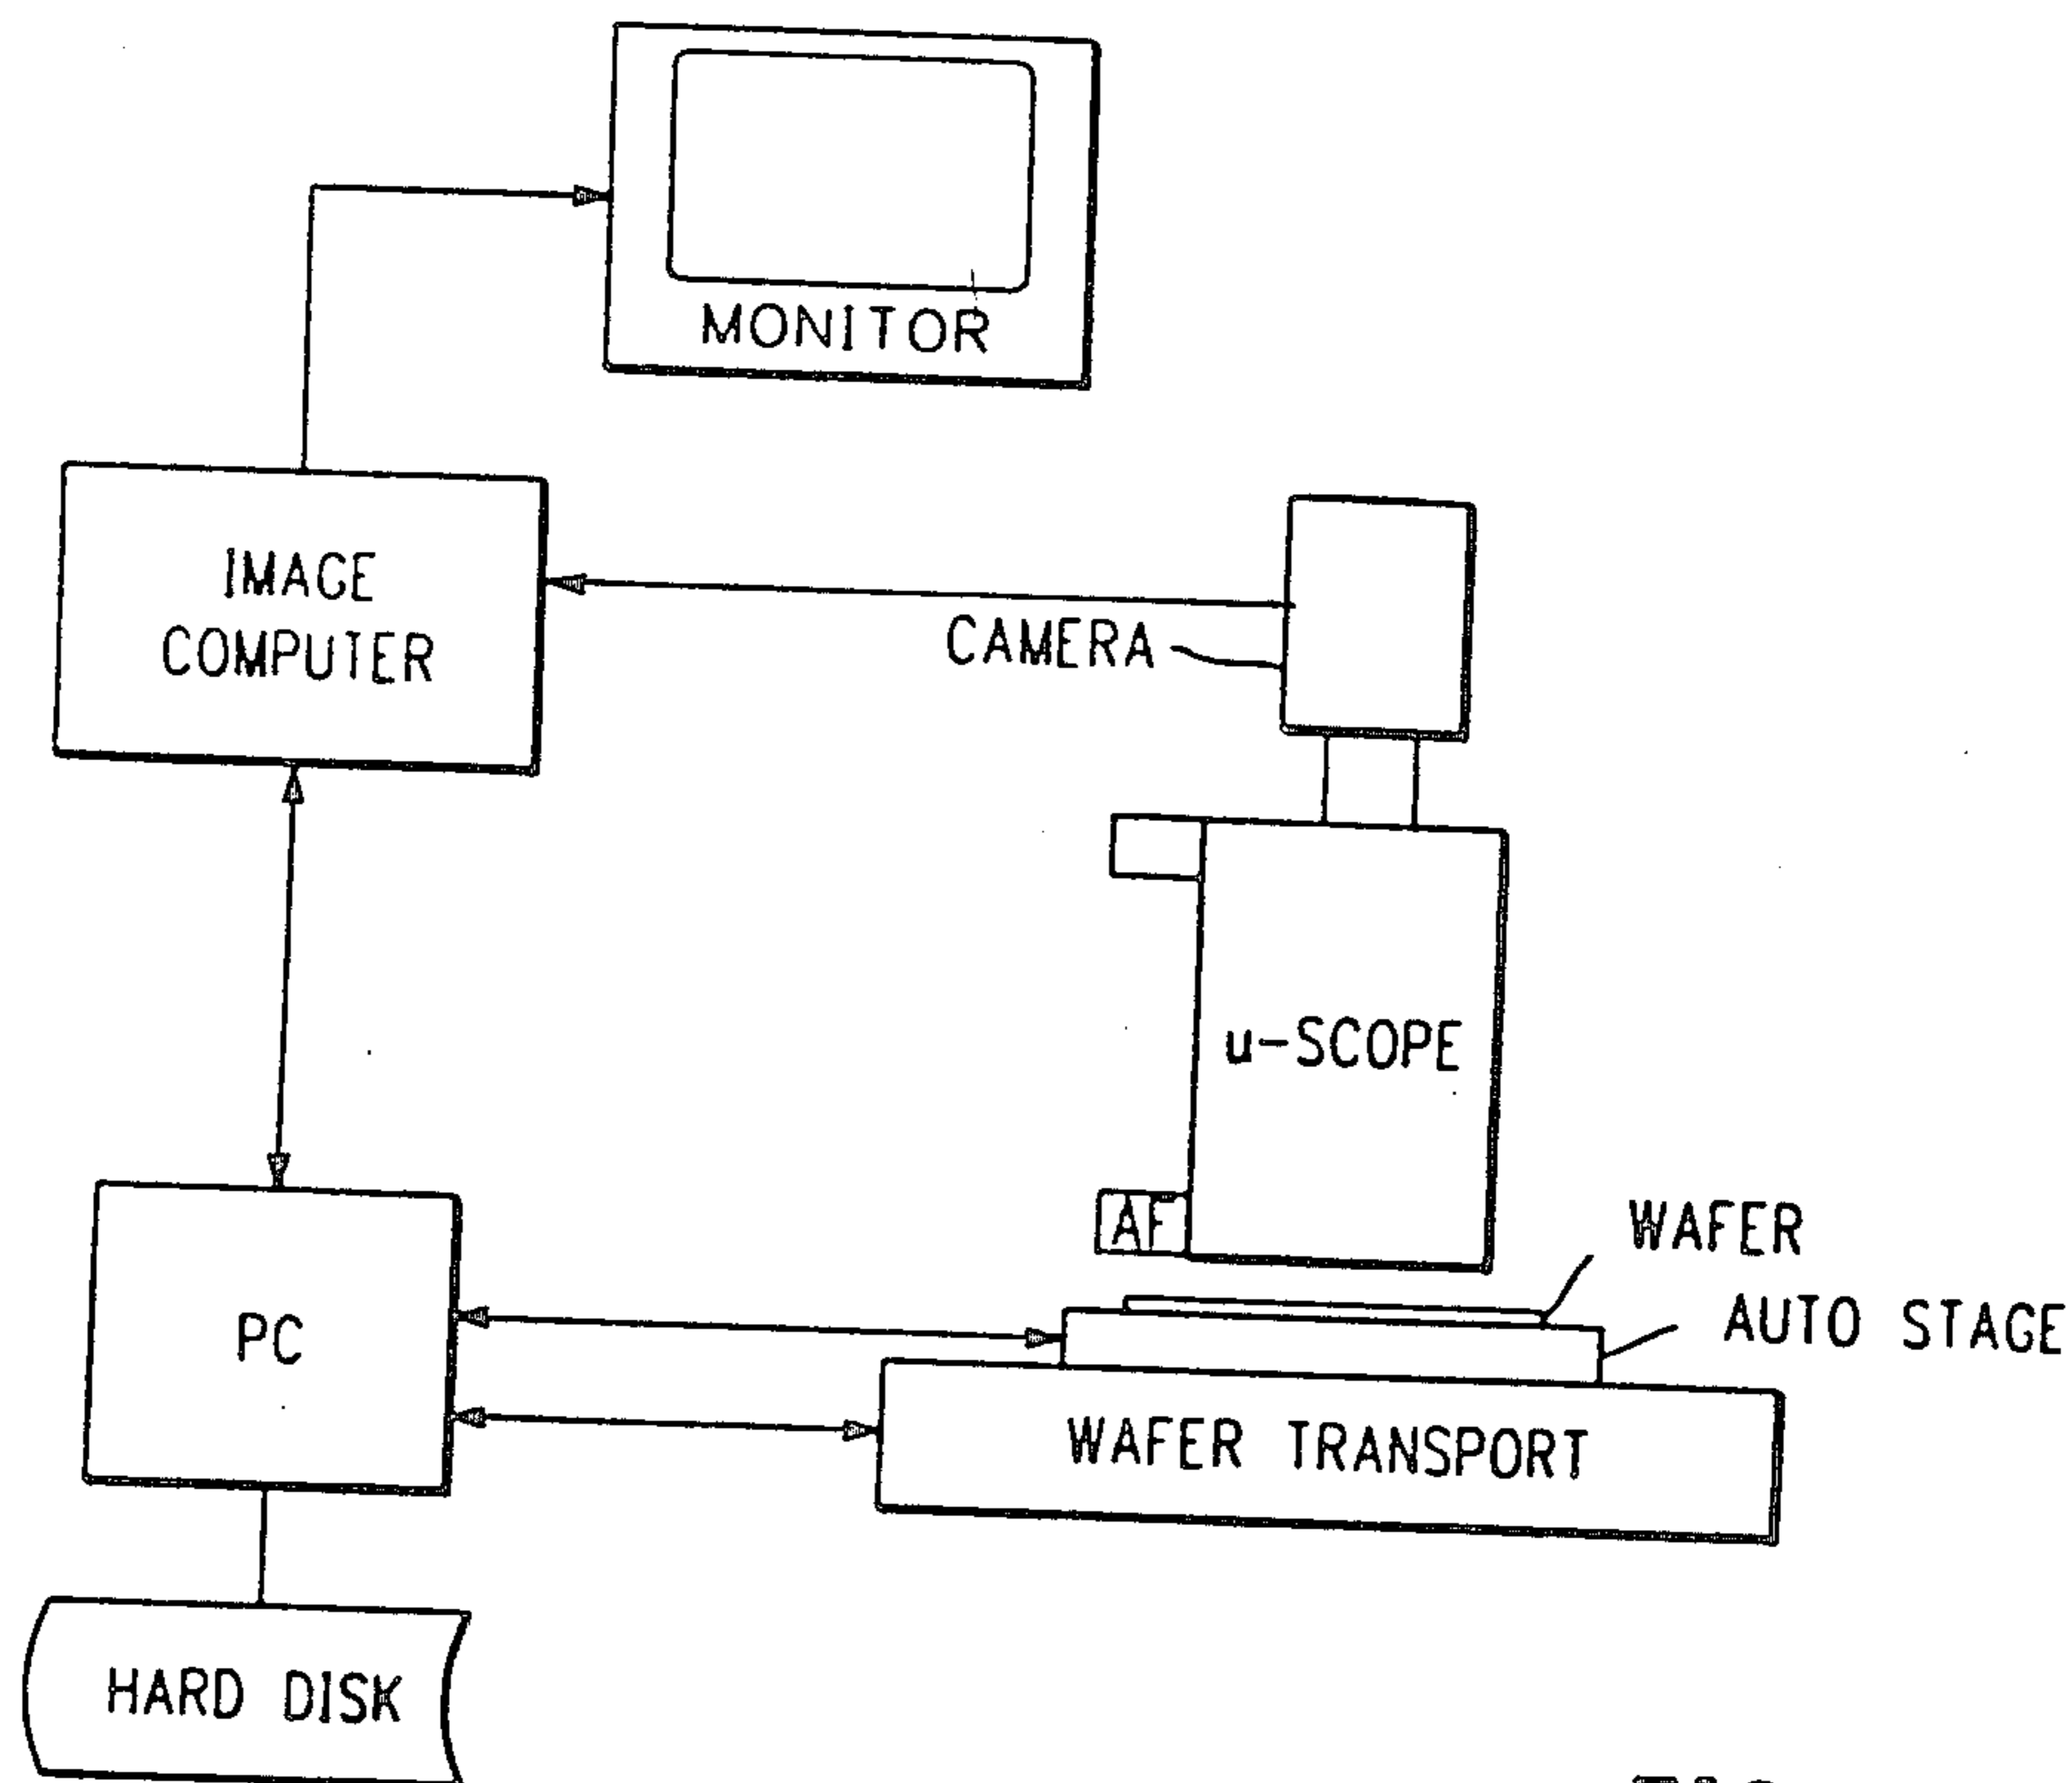 MONITOR
IMAGE
COMPUTER
CAMERA
u-SCOPE
AF
WAFER
AUTO STAGE
PC
WAFER TRANSPORT
HARD DISK